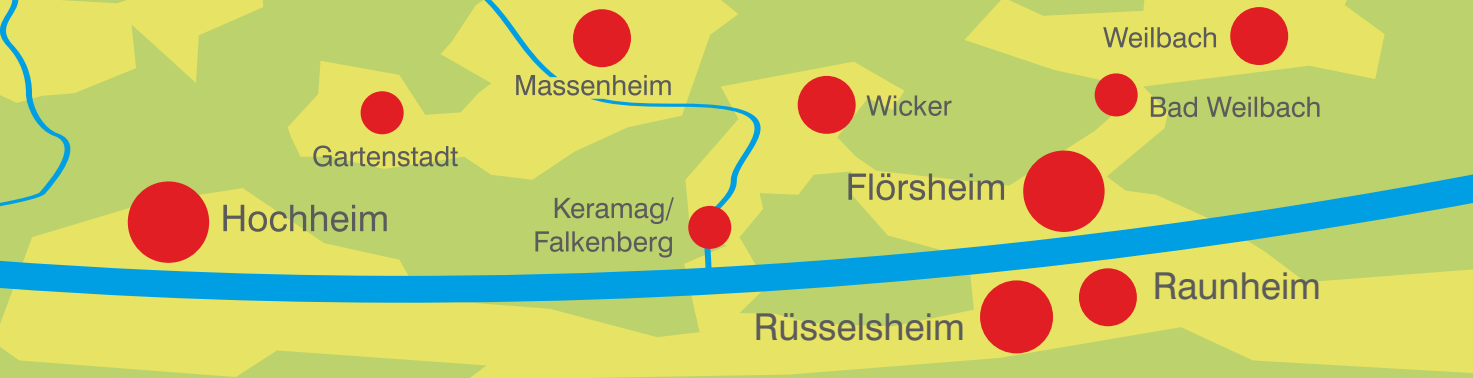 Weilbach
Massenheim
Wicker
Bad Weilbach
Gartenstadt
Flörsheim
Hochheim
Keramag/
Falkenberg
Raunheim
Rüsselsheim